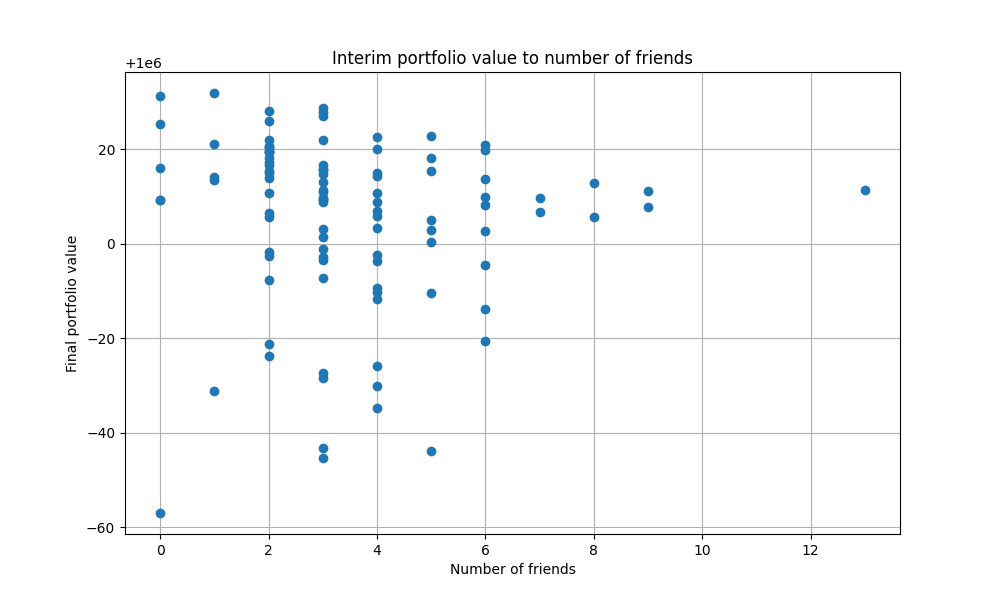 Interim portfolio value to number of friends
+1e6
20
0
−20
−40
−60
Final portfolio value
0 2 4 6 8 10 12
Number of friends